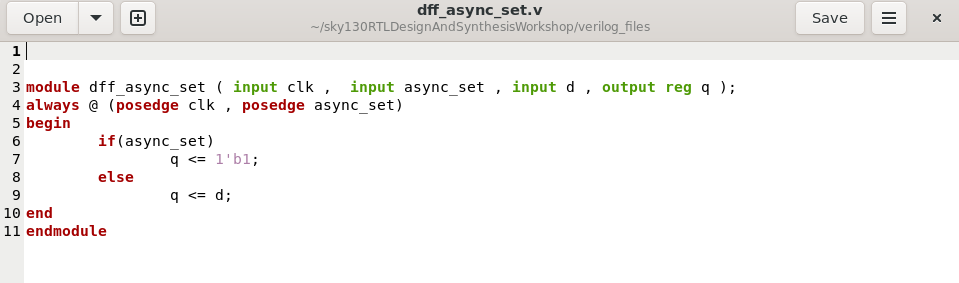 Open
dff_async_set.v
~/sky130RTLDesignAndSynthesisWorkshop/verilog_files
Save
1
2
3 module dff_async_set ( input clk ,  input async_set , input d , output reg q );
4 always @ (posedge clk , posedge async_set)
5 begin
6         if(async_set)
7                 q <= 1'b1;
8         else
9                 q <= d;
10 end
11 endmodule